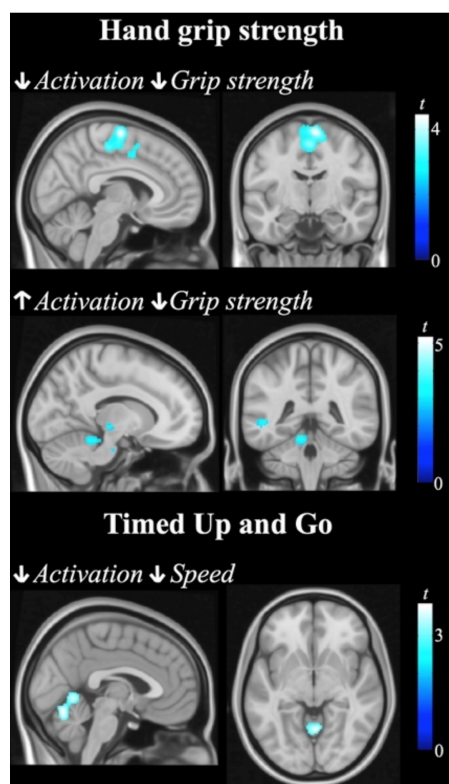 Hand grip strength
↓ Activation ↓ Grip strength
t
4
0
↑ Activation ↓ Grip strength
t
5
0
Timed Up and Go
↓ Activation ↓ Speed
t
3
0